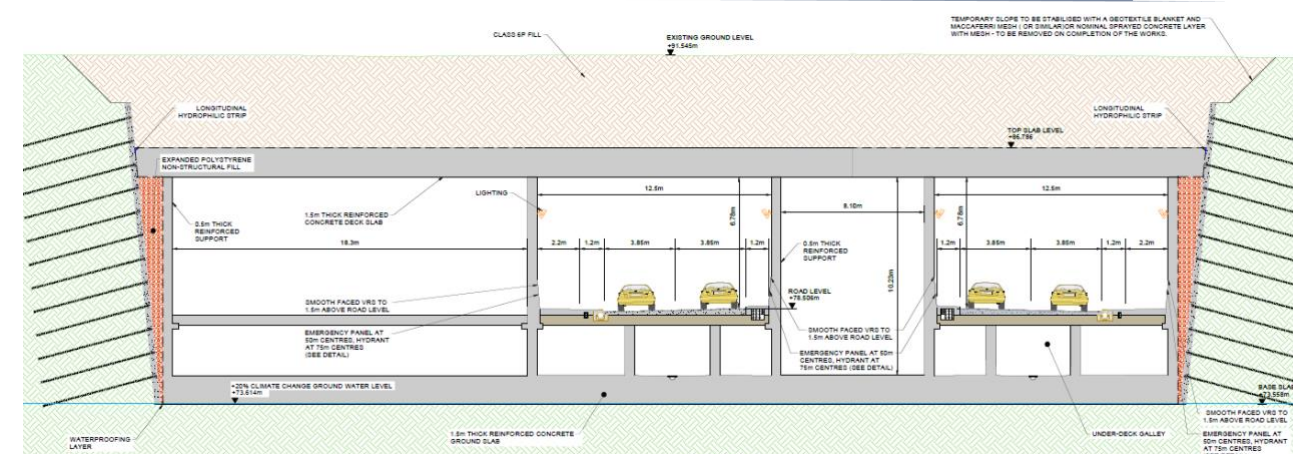 TEMPORARY SLOPE TO BE STABILISED WITH A GEOTEXTILE BLANKET AND
MACCAFERRI MESH ( OR SIMILAR)OR NOMINAL SPRAYED CONCRETE LAYER
WITH MESH - TO BE REMOVED ON COMPLETION OF THE WORKS.
CLASS 6P FILL
EXISTING GROUND LEVEL
+91.545m
LONGITUDINAL
HYDROPHILIC STRIP
LONGITUDINAL
HYDROPHILIC STRIP
TOP SLAB LEVEL
+86.796
EXPANDED POLYSTYRENE
NON-STRUCTURAL FILL
LIGHTING
12.5m
12.5m
0.5m THICK
REINFORCED
SUPPORT
1.5m THICK REINFORCED
CONCRETE DECK SLAB
6.78m
8.10m
6.78m
18.3m
2.2m
1.2m
3.85m
3.85m
1.2m
0.5m THICK
REINFORCED
SUPPORT
10.23m
1.2m
3.85m
3.85m
1.2m
2.2m
ROAD LEVEL
+78.506m
SMOOTH FACED VRS TO
1.5m ABOVE ROAD LEVEL
SMOOTH FACED VRS TO
1.5m ABOVE ROAD LEVEL
EMERGENCY PANEL AT
50m CENTRES, HYDRANT
AT 75m CENTRES
(SEE DETAIL)
EMERGENCY PANEL AT 50m
CENTRES, HYDRANT AT
75m CENTRES (SEE DETAIL)
+20% CLIMATE CHANGE GROUND WATER LEVEL
+73.614m
BASE SLAB
+73.558m
SMOOTH FACED VRS TO
1.5m ABOVE ROAD LEVEL
WATERPROOFING
LAYER
1.5m THICK REINFORCED CONCRETE
GROUND SLAB
UNDER-DECK GALLEY
EMERGENCY PANEL AT
50m CENTRES, HYDRANT
AT 75m CENTRES